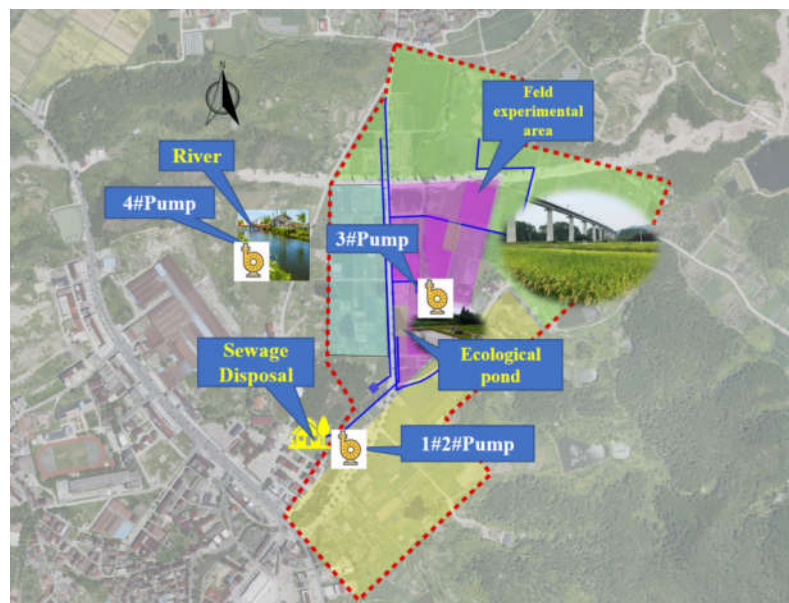 N
Feld
experimental
area
River
4#Pump
3#Pump
Sewage
Disposal
Ecological
pond
1#2#Pump